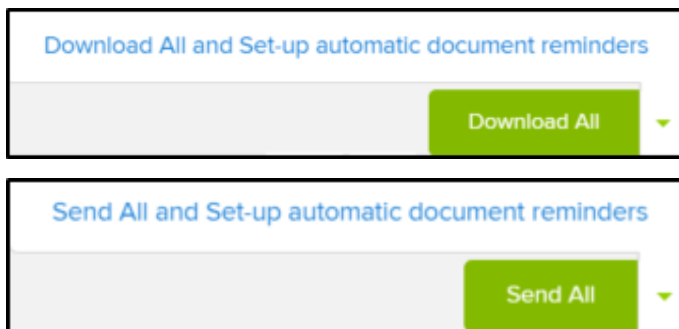 Download All and Set-up automatic document reminders
Download All
Send All and Set-up automatic document reminders
Send All